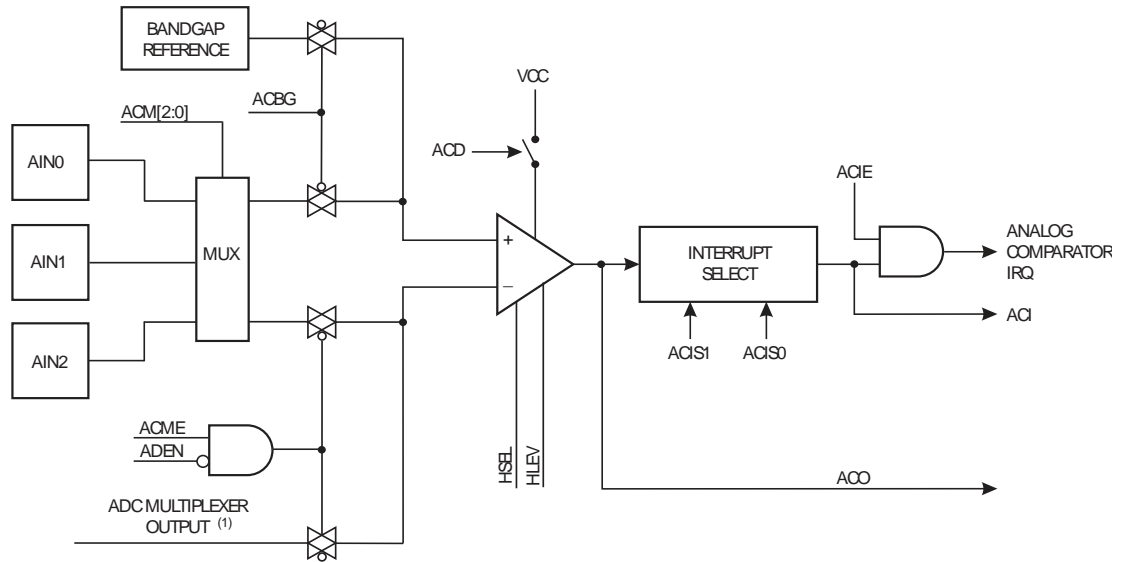 BANDGAP
REFERENCE
VCC
ACBG
ACM[2:0]
ACD
AIN0
ACIE
MUX
+
INTERRUPT
SELECT
ANALOG
COMPARATOR
IRQ
AIN1
–
ACI
AIN2
ACIS1
ACIS0
ACME
ADEN
HSEL
HLEV
ACO
ADC MULTIPLEXER
OUTPUT (1)